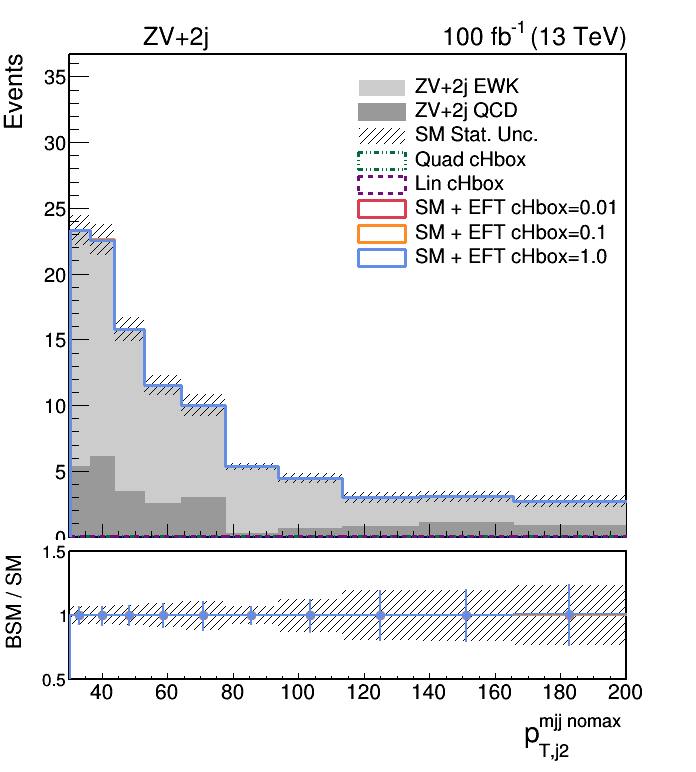 ZV+2j 100 fb-1 (13 TeV)
Events
35
30
25
20
15
10
5
0
ZV+2j EWK
ZV+2j QCD
SM Stat. Unc.
Quad cHbox
Lin cHbox
SM + EFT cHbox=0.01
SM + EFT cHbox=0.1
SM + EFT cHbox=1.0
BSM / SM
1.5
1
0.5
40 60 80 100 120 140 160 180 200
p T,j2 mjj nomax